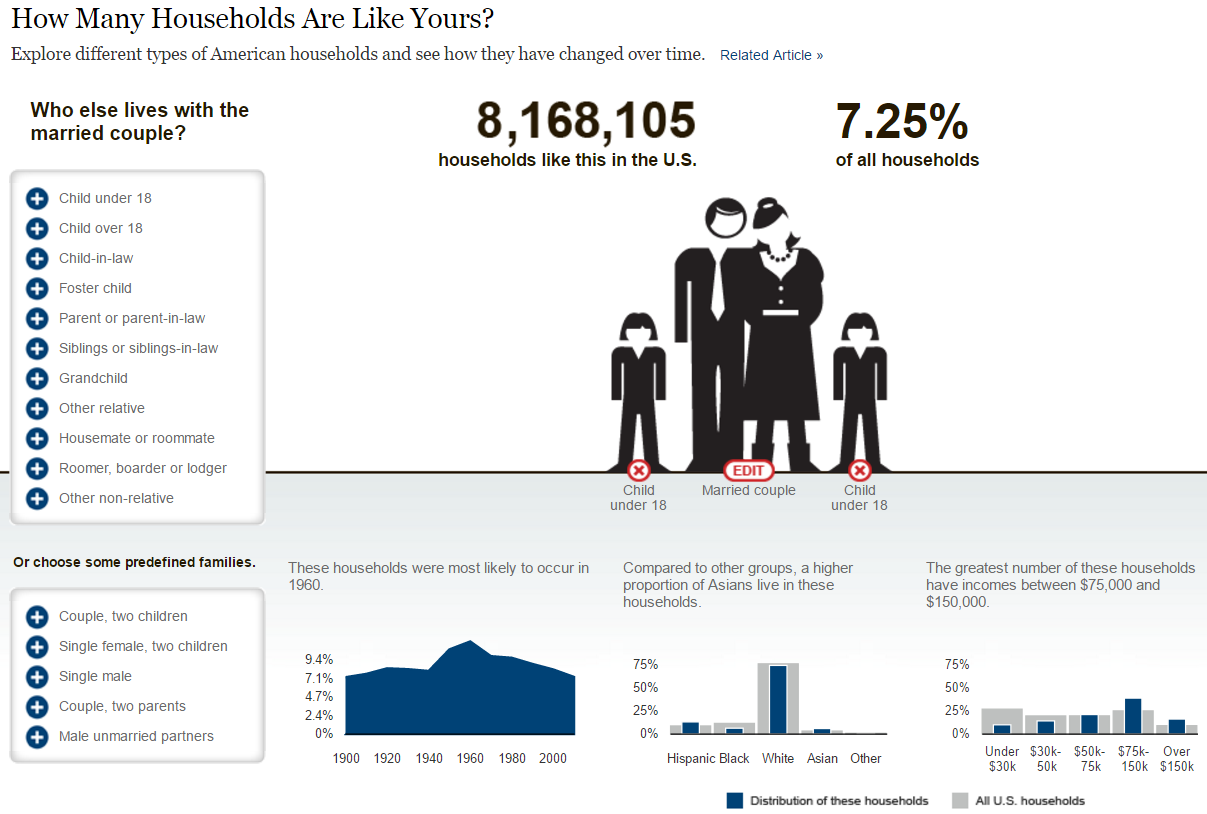 How Many Households Are Like Yours?
Explore different types of American households and see how they have changed over time. Related Article »
Who else lives with the
married couple?
8,168,105
households like this in the U.S.
7.25%
of all households
Child under 18
Child over 18
Child-in-law
Foster child
Parent or parent-in-law
Siblings or siblings-in-law
Grandchild
Other relative
Housemate or roommate
Roomer, boarder or lodger
Other non-relative
Child
under 18
EDIT
Married couple
Child
under 18
Or choose some predefined families.
Couple, two children
Single female, two children
Single male
Couple, two parents
Male unmarried partners
These households were most likely to occur in
1960.
9.4%
7.1%
4.7%
2.4%
0%
1900 1920 1940 1960 1980 2000
Compared to other groups, a higher
proportion of Asians live in these
households.
75%
50%
25%
0%
Hispanic Black White Asian Other
The greatest number of these households
have incomes between $75,000 and
$150,000.
75%
50%
25%
0%
Under $30k- $50k- $75k- Over
$30k 50k 75k 150k $150k
Distribution of these households All U.S. households